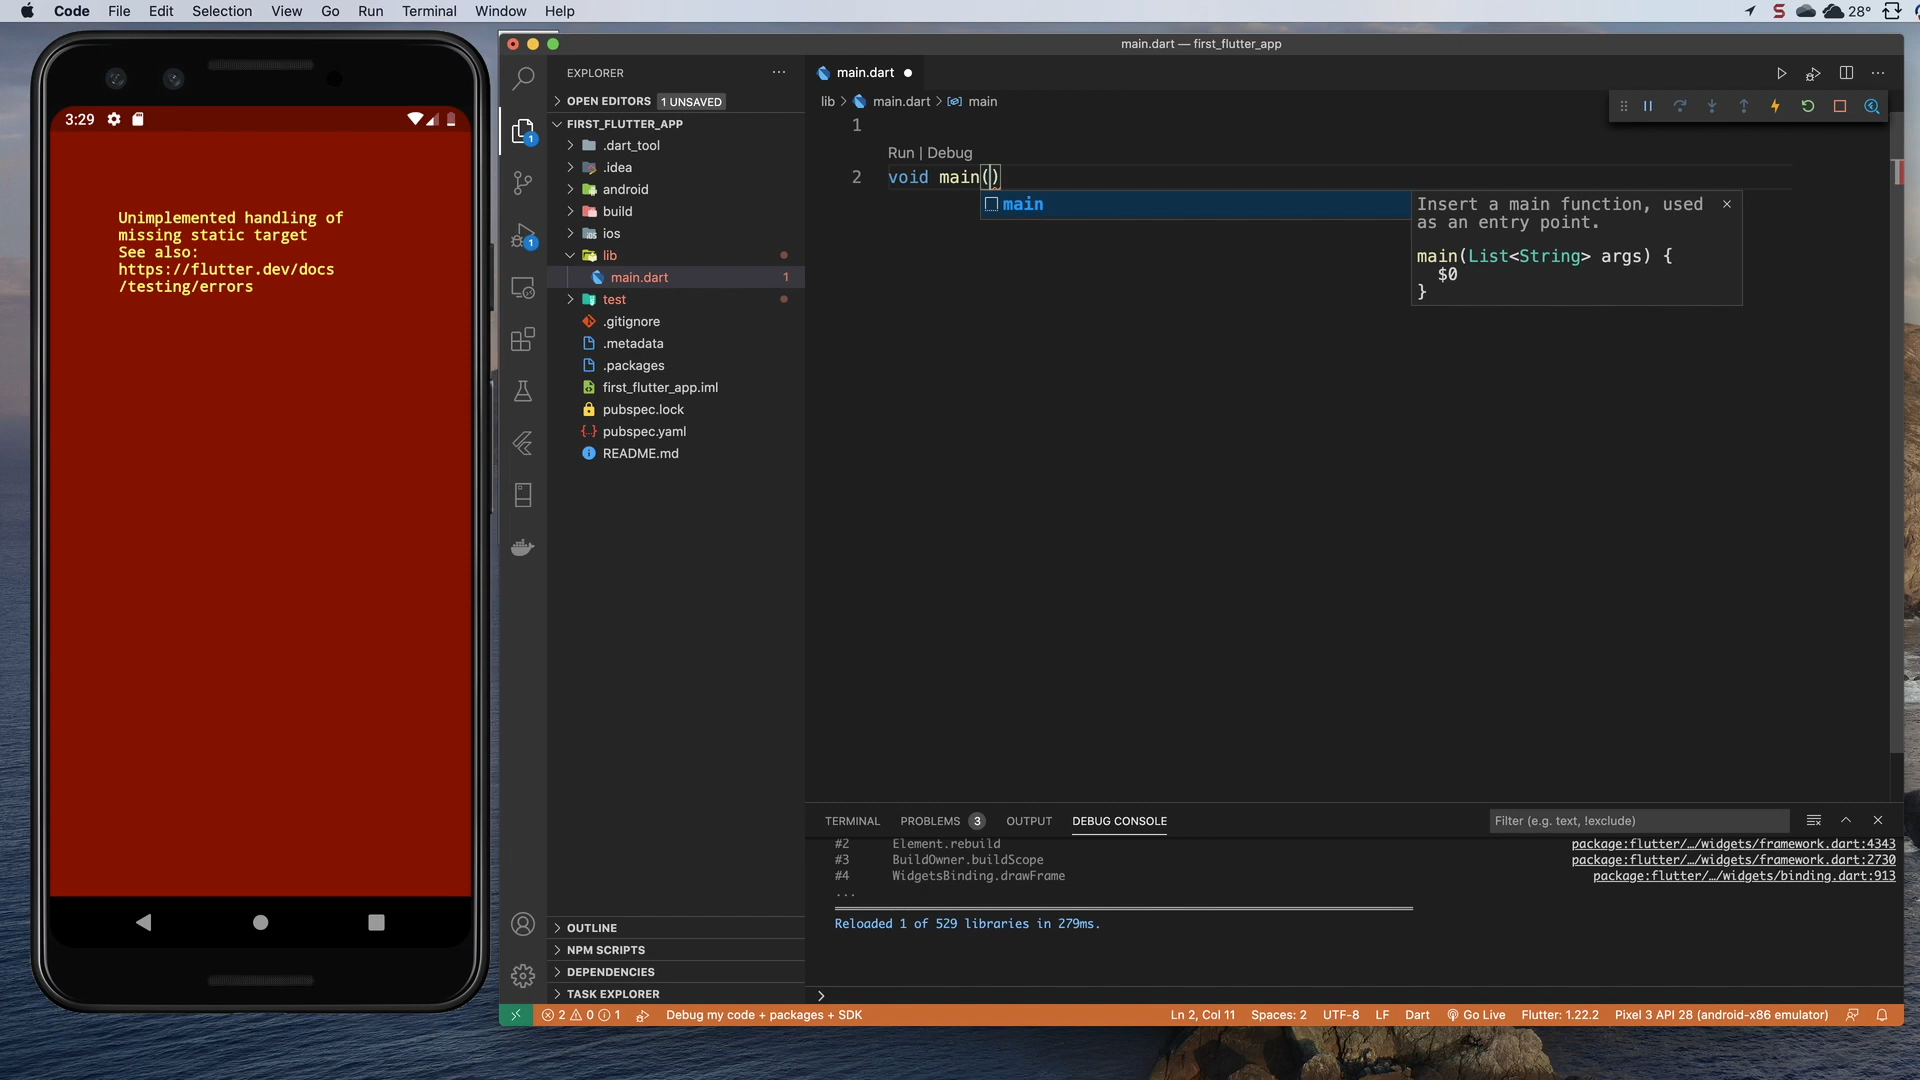 Code File Edit Selection View Go Run Terminal Window Help
28°
3:29
Unimplemented handling of
missing static target
See also:
https://flutter.dev/docs
/testing/errors
main.dart — first_flutter_app
EXPLORER
OPEN EDITORS 1 UNSAVED
FIRST_FLUTTER_APP
.dart_tool
.idea
android
build
ios
lib
main.dart 1
test
.gitignore
.metadata
.packages
first_flutter_app.iml
pubspec.lock
pubspec.yaml
README.md
OUTLINE
NPM SCRIPTS
DEPENDENCIES
TASK EXPLORER
1
1
main.dart
lib > main.dart > main
1
Run | Debug
2 void main()
main
Insert a main function, used
as an entry point.
main(List<String> args) {
$0
}
TERMINAL PROBLEMS 3 OUTPUT DEBUG CONSOLE
Filter (e.g. text, !exclude)
#2 Element.rebuild package:flutter/…/widgets/framework.dart:4343
#3 BuildOwner.buildScope package:flutter/…/widgets/framework.dart:2730
#4 WidgetsBinding.drawFrame package:flutter/…/widgets/binding.dart:913
...
Reloaded 1 of 529 libraries in 279ms.
2 0 1 Debug my code + packages + SDK
Ln 2, Col 11 Spaces: 2 UTF-8 LF Dart Go Live Flutter: 1.22.2 Pixel 3 API 28 (android-x86 emulator)